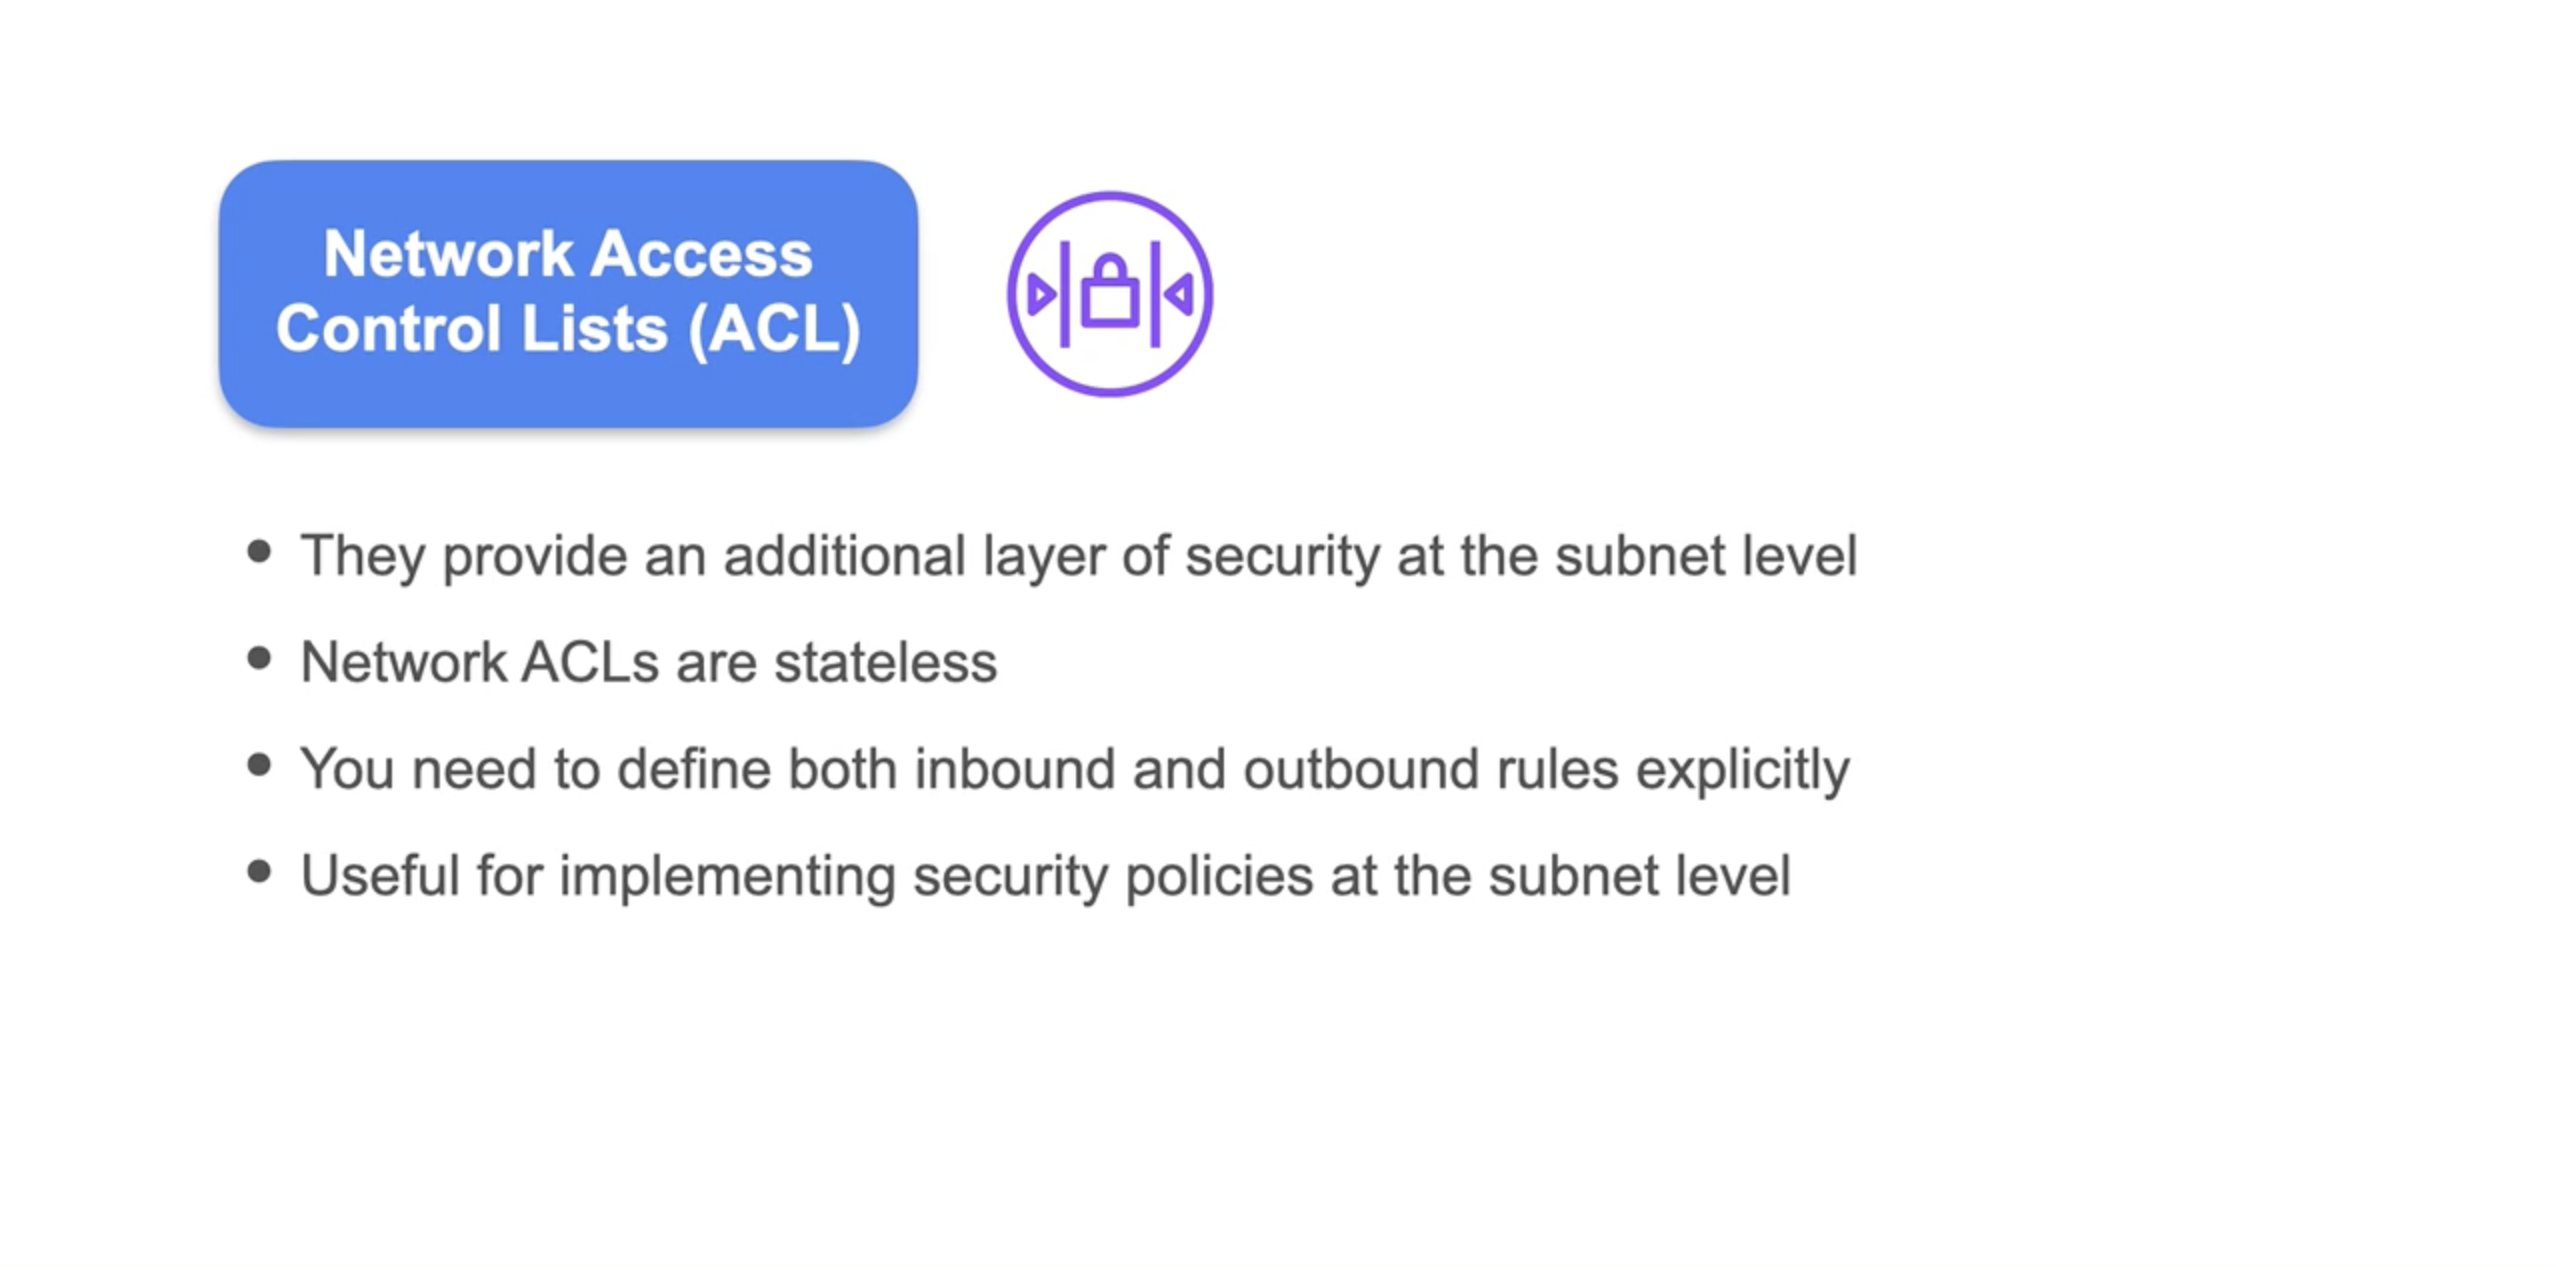 Network Access
Control Lists (ACL)
• They provide an additional layer of security at the subnet level
• Network ACLs are stateless
• You need to define both inbound and outbound rules explicitly
• Useful for implementing security policies at the subnet level